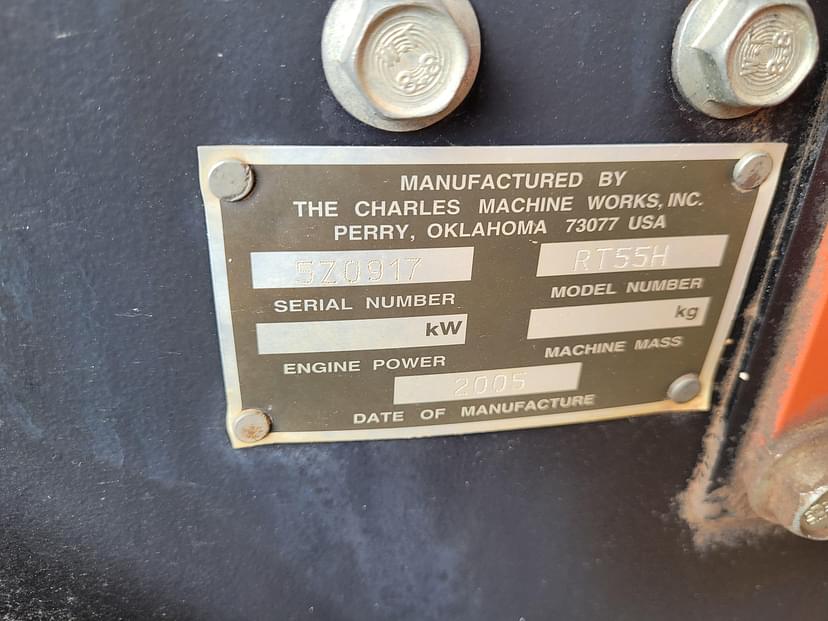 MANUFACTURED BY
THE CHARLES MACHINE WORKS, INC.
PERRY, OKLAHOMA 73077 USA
5Z0917 RT55H
SERIAL NUMBER MODEL NUMBER
kW kg
ENGINE POWER MACHINE MASS
2005
DATE OF MANUFACTURE